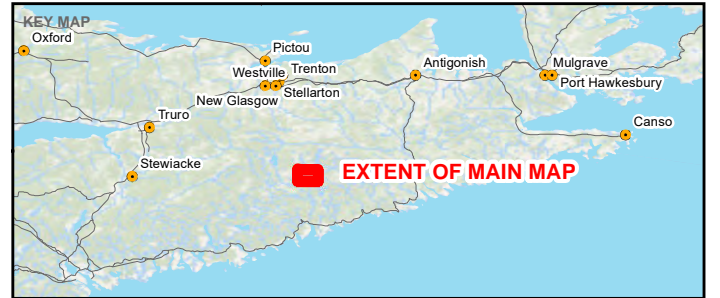 KEY MAP
Oxford
Pictou
Westville
Trenton
Antigonish
Mulgrave
New Glasgow
Stellarton
Port Hawkesbury
Truro
Canso
Stewiacke
EXTENT OF MAIN MAP